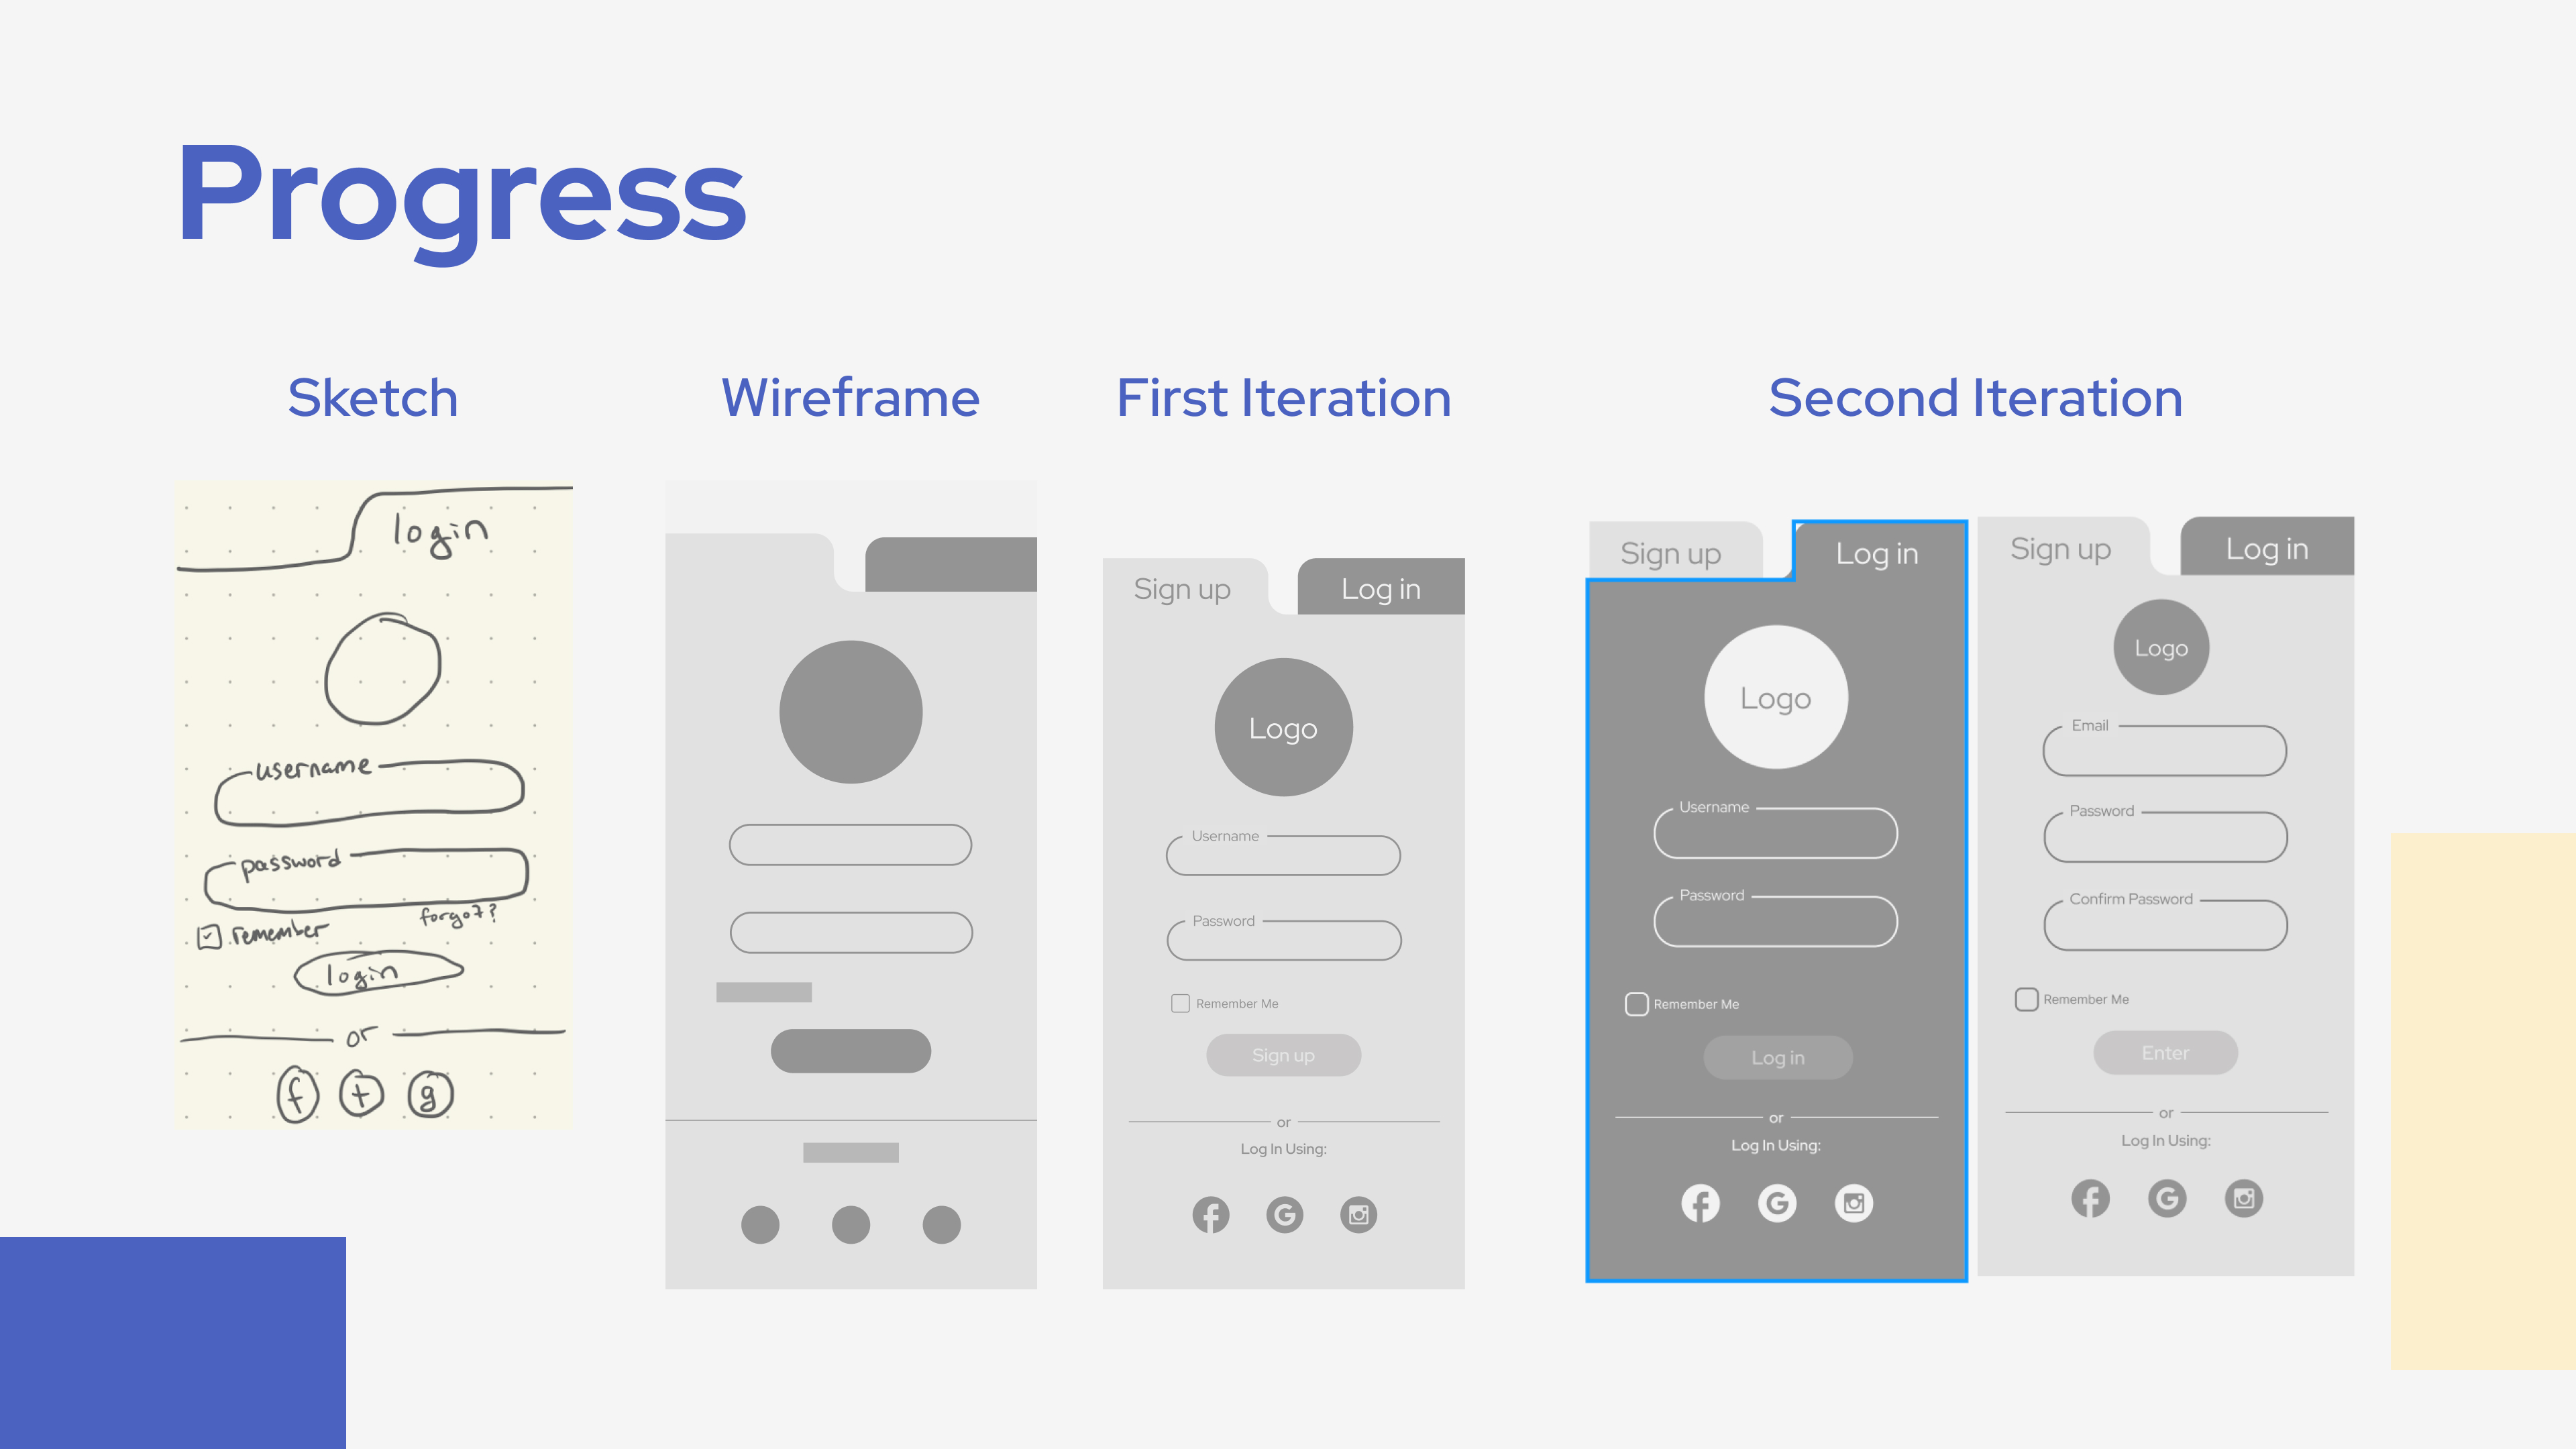 Progress
Sketch
Wireframe
First Iteration
Second Iteration
login
username
password
remember
forgot?
login
or
f
t
g
Sign up
Log in
Logo
Username
Password
Remember Me
Sign up
or
Log In Using:
Sign up
Log in
Logo
Username
Password
Remember Me
Log in
or
Log In Using:
Sign up
Log in
Logo
Email
Password
Confirm Password
Remember Me
Enter
or
Log In Using: